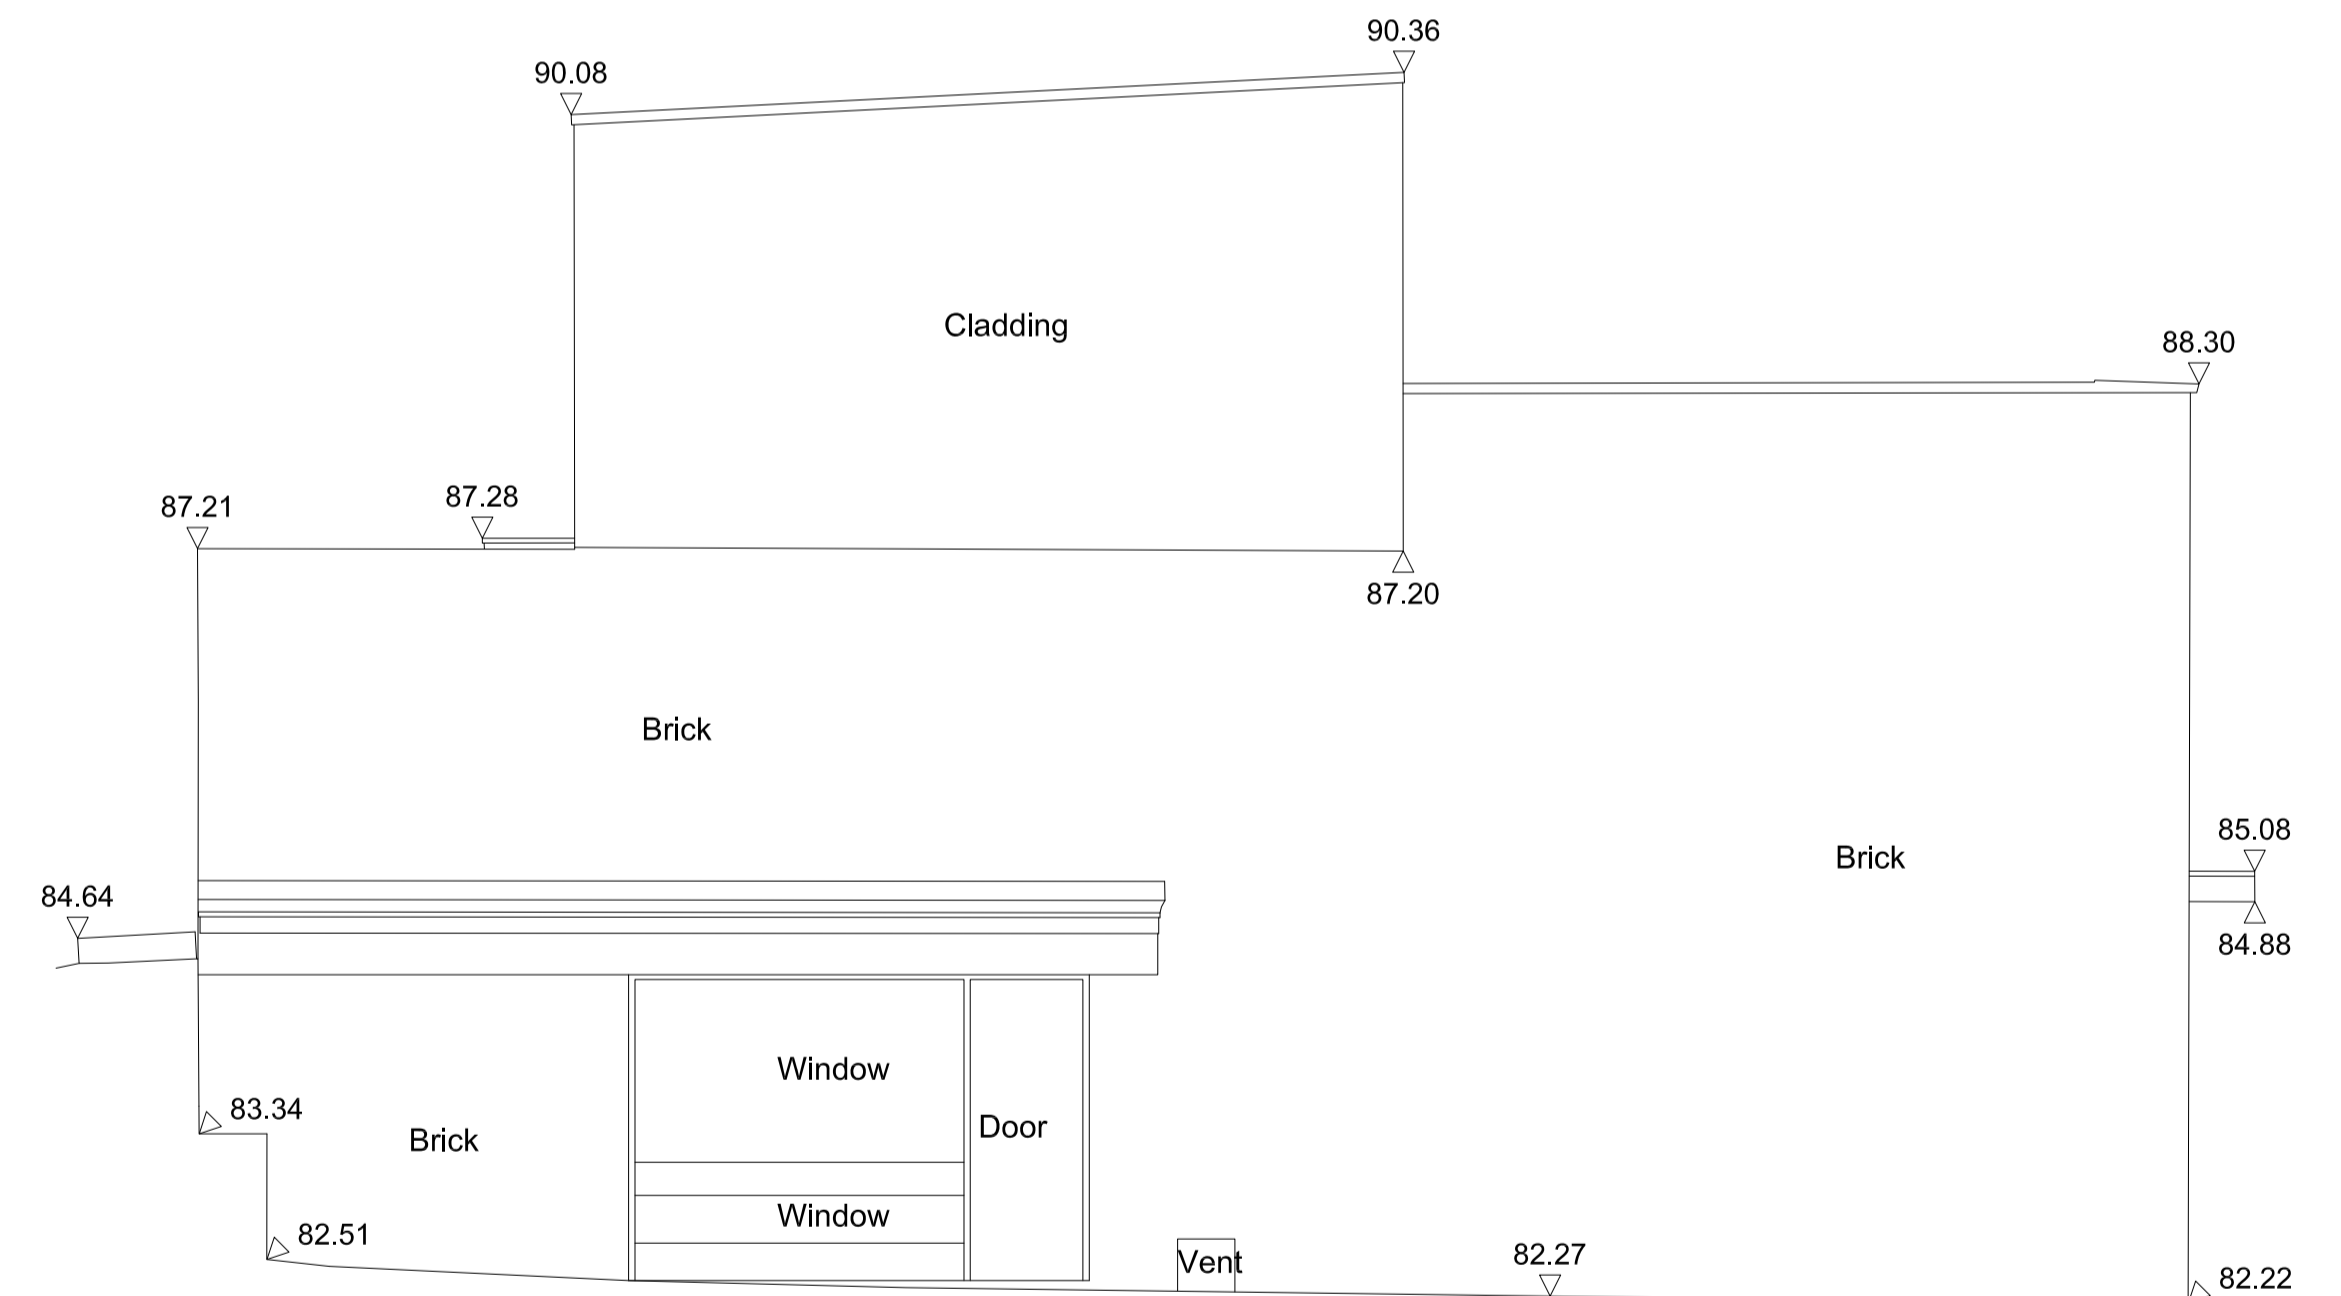 90.36
90.08
Cladding
88.30
87.28
87.21
87.20
Brick
85.08
Brick
84.64
84.88
Window
83.34
Door
Brick
Window
82.51
82.27
Vent
82.22